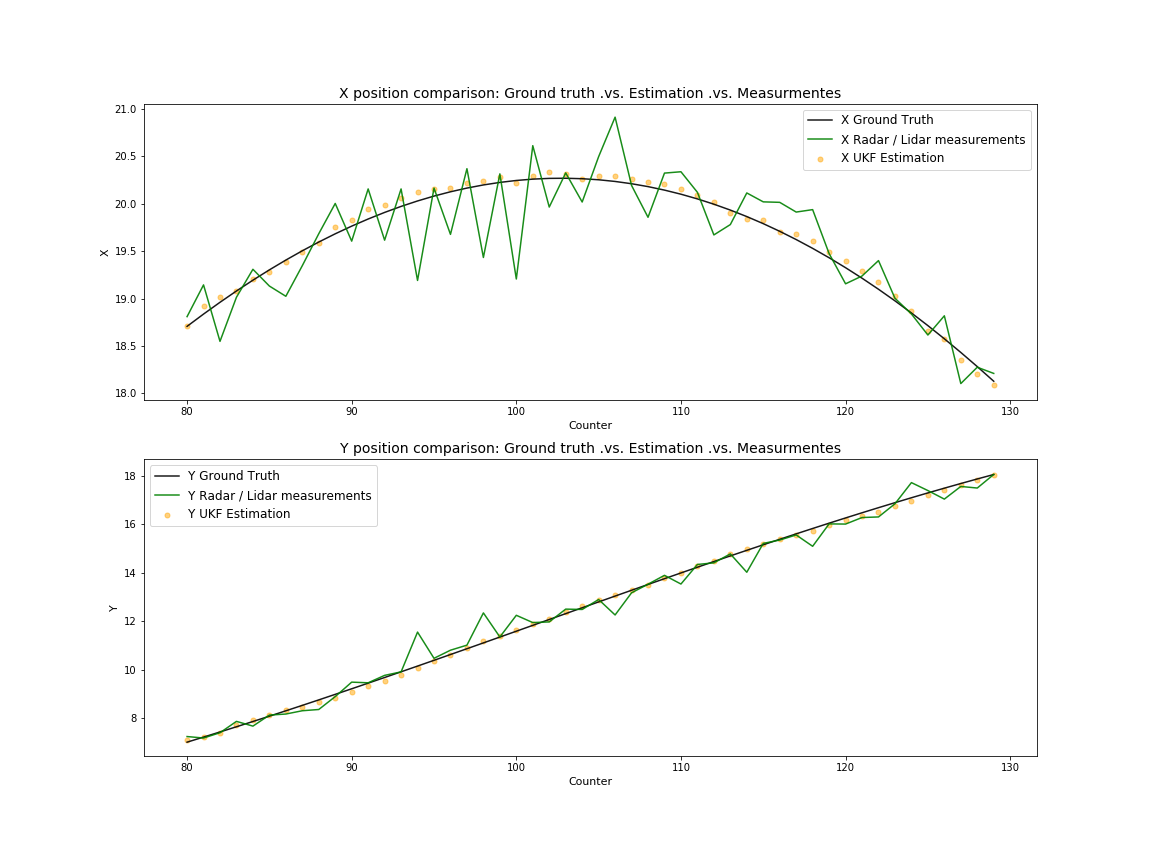 X position comparison: Ground truth .vs. Estimation .vs. Measurmentes
21.0
20.5
20.0
19.5
19.0
18.5
18.0
X
X Ground Truth
X Radar / Lidar measurements
X UKF Estimation
80 90 100 110 120 130
Counter
Y position comparison: Ground truth .vs. Estimation .vs. Measurmentes
18
16
14
12
10
8
Y
Y Ground Truth
Y Radar / Lidar measurements
Y UKF Estimation
80 90 100 110 120 130
Counter